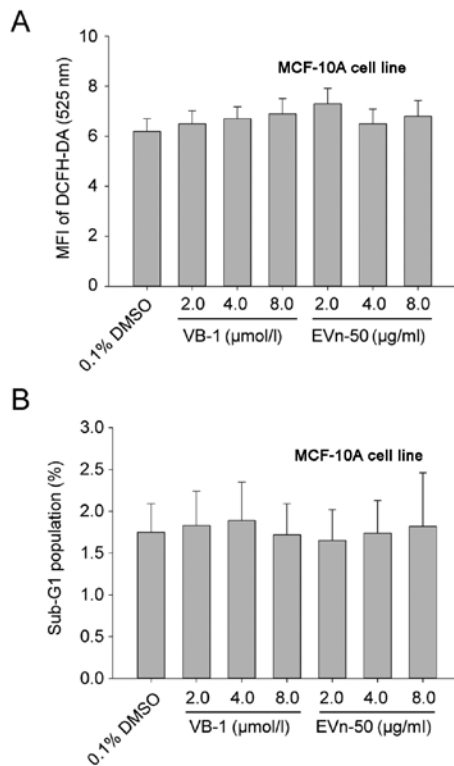 A
MCF-10A cell line
MFI of DCFH-DA (525 nm)
10
8
6
4
2
0
0.1% DMSO
2.0 4.0 8.0 2.0 4.0 8.0
VB-1 (µmol/l) EVn-50 (µg/ml)
B
MCF-10A cell line
Sub-G1 population (%)
3.0
2.5
2.0
1.5
1.0
0.5
0.0
0.1% DMSO
2.0 4.0 8.0 2.0 4.0 8.0
VB-1 (µmol/l) EVn-50 (µg/ml)